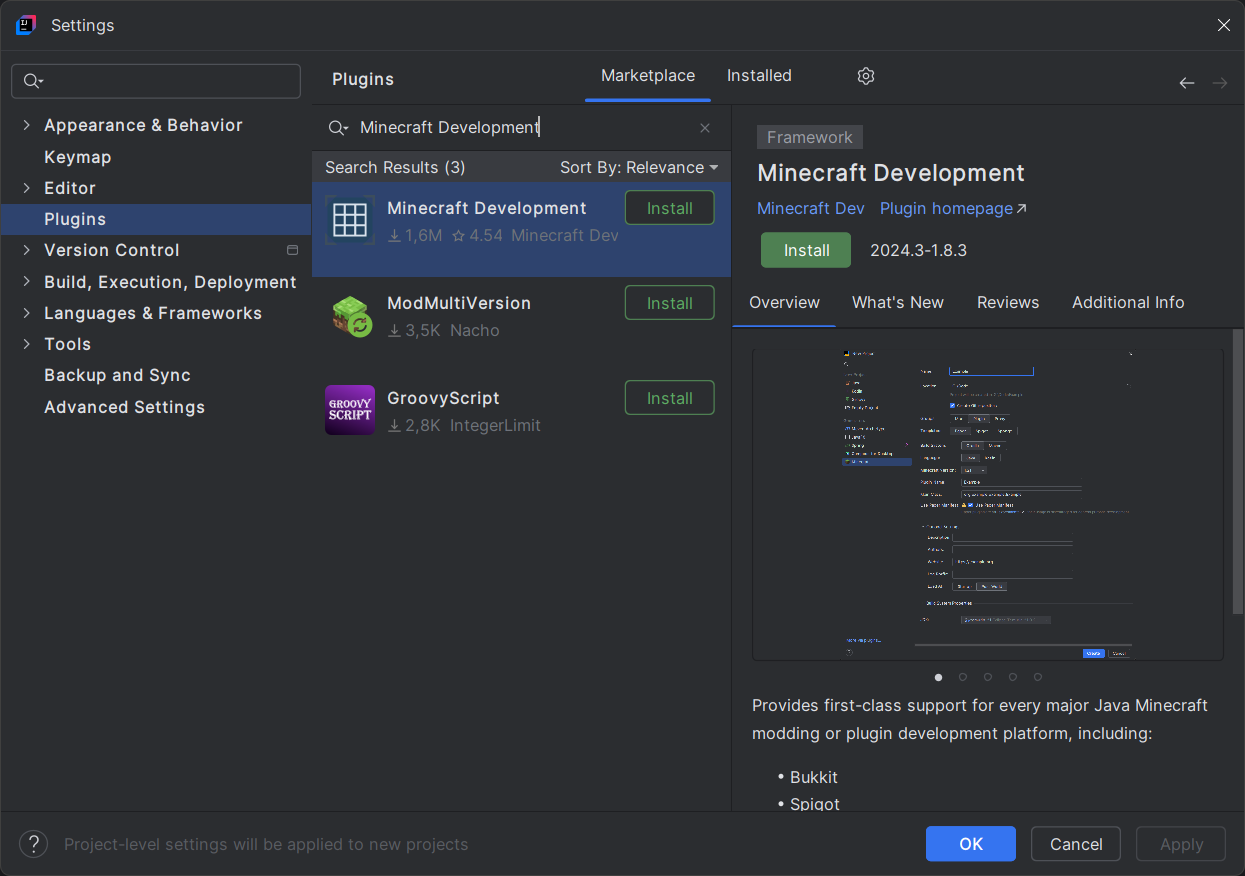 Settings
Plugins
Marketplace
Installed
Appearance & Behavior
Keymap
Editor
Plugins
Version Control
Build, Execution, Deployment
Languages & Frameworks
Tools
Backup and Sync
Advanced Settings
Minecraft Development
Search Results (3) Sort By: Relevance
Minecraft Development Install
1,6M 4.54 Minecraft Dev
ModMultiVersion Install
3,5K Nacho
GROOVY
SCRIPT
GroovyScript Install
2,8K IntegerLimit
Framework
Minecraft Development
Minecraft Dev Plugin homepage
Install 2024.3-1.8.3
Overview What's New Reviews Additional Info
Provides first-class support for every major Java Minecraft
modding or plugin development platform, including:
• Bukkit
• Spigot
? Project-level settings will be applied to new projects
OK Cancel Apply